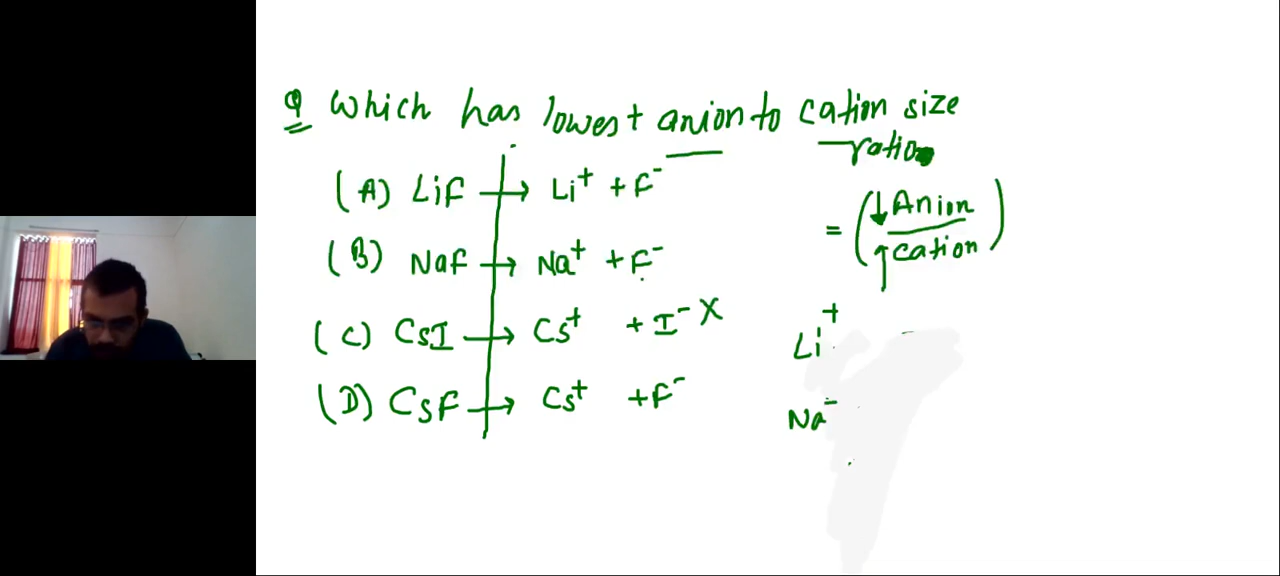 Q Which has lowest anion to cation size
ratio
(A) LiF → Li⁺ + F⁻
(B) NaF → Na⁺ + F⁻
(C) CsI → Cs⁺ + I⁻ X
(D) CsF → Cs⁺ + F⁻
= (↓Anion / ↑cation)
Li⁺
Na⁻